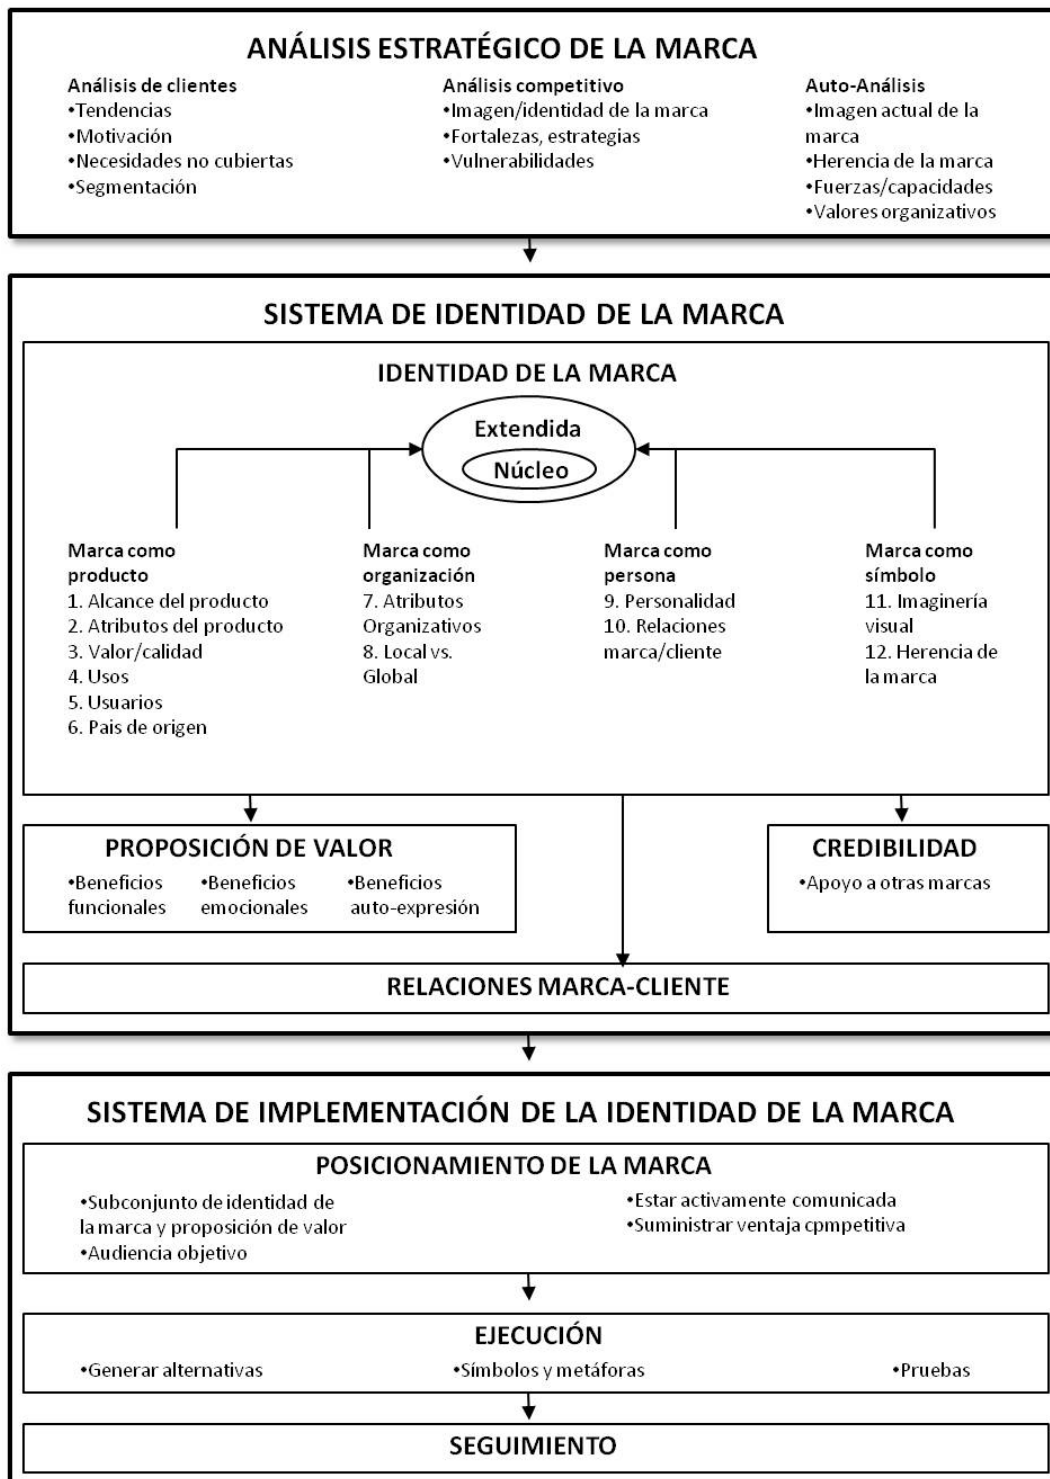 ANÁLISIS ESTRATÉGICO DE LA MARCA
Análisis de clientes
•Tendencias
•Motivación
•Necesidades no cubiertas
•Segmentación
Análisis competitivo
•Imagen/identidad de la marca
•Fortalezas, estrategias
•Vulnerabilidades
Auto-Análisis
•Imagen actual de la
marca
•Herencia de la marca
•Fuerzas/capacidades
•Valores organizativos
SISTEMA DE IDENTIDAD DE LA MARCA
IDENTIDAD DE LA MARCA
Extendida
Núcleo
Marca como
producto
1. Alcance del producto
2. Atributos del producto
3. Valor/calidad
4. Usos
5. Usuarios
6. Pais de origen
Marca como
organización
7. Atributos
Organizativos
8. Local vs.
Global
Marca como
persona
9. Personalidad
10. Relaciones
marca/cliente
Marca como
símbolo
11. Imaginería
visual
12. Herencia de
la marca
PROPOSICIÓN DE VALOR
•Beneficios
funcionales
•Beneficios
emocionales
•Beneficios
auto-expresión
CREDIBILIDAD
•Apoyo a otras marcas
RELACIONES MARCA-CLIENTE
SISTEMA DE IMPLEMENTACIÓN DE LA IDENTIDAD DE LA MARCA
POSICIONAMIENTO DE LA MARCA
•Subconjunto de identidad de
la marca y proposición de valor
•Audiencia objetivo
•Estar activamente comunicada
•Suministrar ventaja cpmpetitiva
EJECUCIÓN
•Generar alternativas
•Símbolos y metáforas
•Pruebas
SEGUIMIENTO